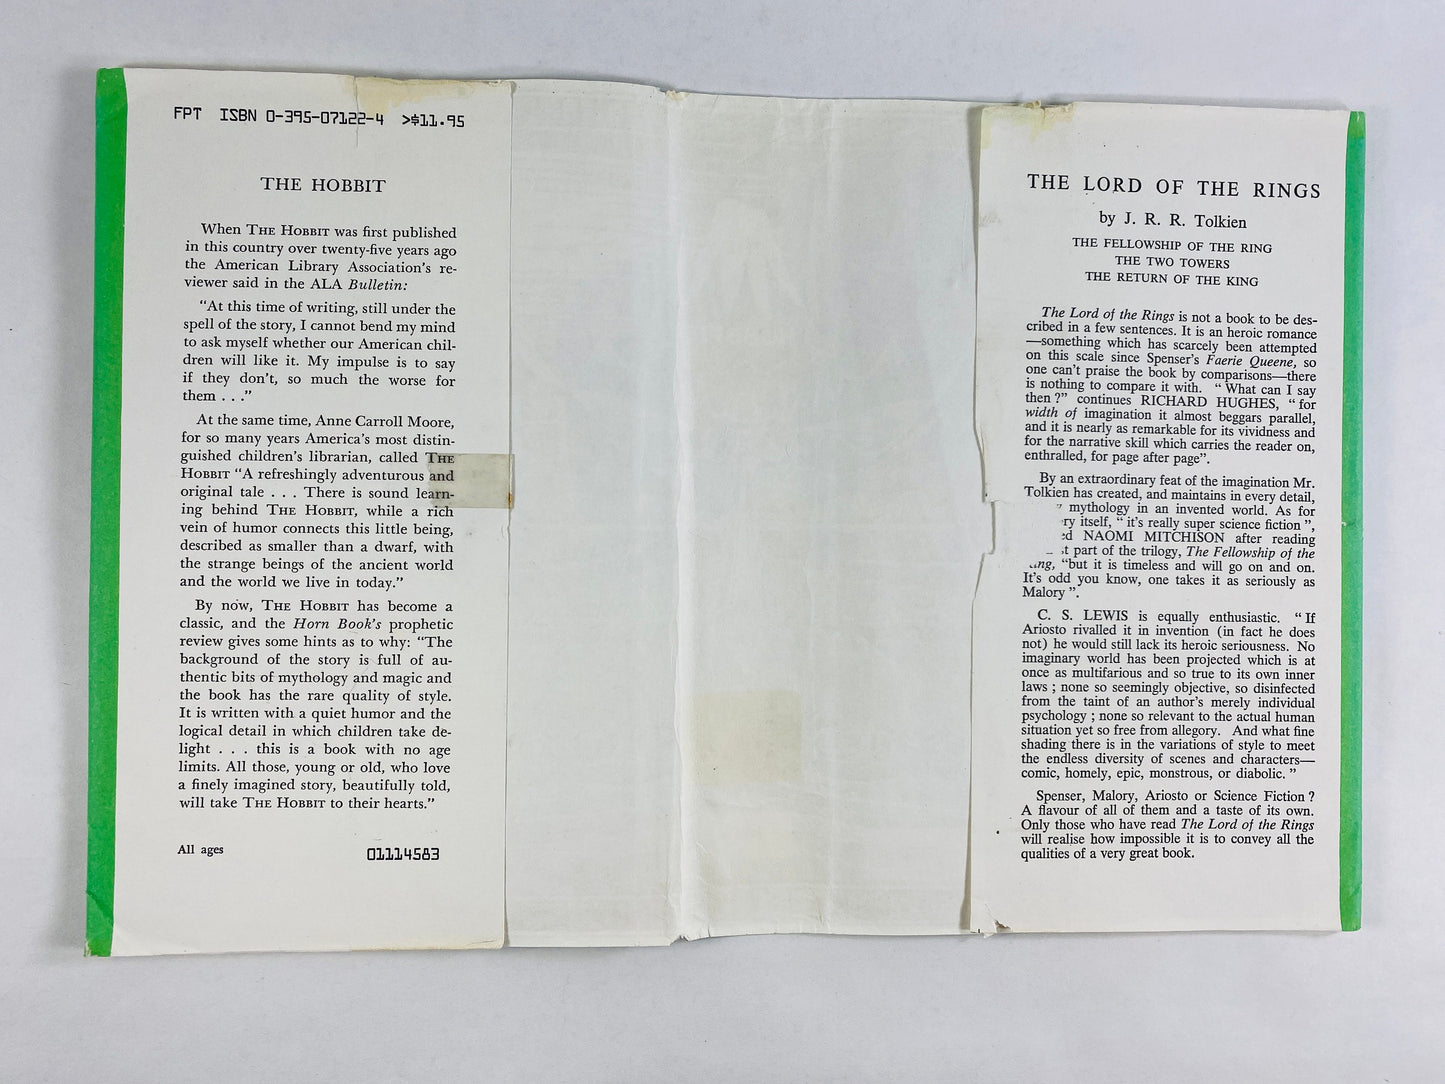 FPT ISBN 0-395-07122-4 >$11.95
THE HOBBIT
When THE HOBBIT was first published
in this country over twenty-five years ago
the American Library Association's re-
viewer said in the ALA Bulletin:
"At this time of writing, still under the
spell of the story, I cannot bend my mind
to ask myself whether our American chil-
dren will like it. My impulse is to say
if they don't, so much the worse for
them . . ."
At the same time, Anne Carroll Moore,
for so many years America's most distin-
guished children's librarian, called THE
HOBBIT "A refreshingly adventurous and
original tale . . . There is sound learn-
ing behind THE HOBBIT, while a rich
vein of humor connects this little being,
described as smaller than a dwarf, with
the strange beings of the ancient world
and the world we live in today."
By now, THE HOBBIT has become a
classic, and the Horn Book's prophetic
review gives some hints as to why: "The
background of the story is full of au-
thentic bits of mythology and magic and
the book has the rare quality of style.
It is written with a quiet humor and the
logical detail in which children take de-
light . . . this is a book with no age
limits. All those, young or old, who love
a finely imagined story, beautifully told,
will take THE HOBBIT to their hearts."
All ages
01114583
THE LORD OF THE RINGS
by J. R. R. Tolkien
THE FELLOWSHIP OF THE RING
THE TWO TOWERS
THE RETURN OF THE KING
The Lord of the Rings is not a book to be des-
cribed in a few sentences. It is an heroic romance
—something which has scarcely been attempted
on this scale since Spenser's Faerie Queene, so
one can't praise the book by comparisons—there
is nothing to compare it with. "What can I say
then?" continues RICHARD HUGHES, "for
width of imagination it almost beggars parallel,
and it is nearly as remarkable for its vividness and
for the narrative skill which carries the reader on,
enthralled, for page after page".
By an extraordinary feat of the imagination Mr.
Tolkien has created, and maintains in every detail,
mythology in an invented world. As for
itself, "it's really super science fiction",
NAOMI MITCHISON after reading
part of the trilogy, The Fellowship of the
"but it is timeless and will go on and on.
It's odd you know, one takes it as seriously as
Malory".
C. S. LEWIS is equally enthusiastic. "If
Ariosto rivalled it in invention (in fact he does
not) he would still lack its heroic seriousness. No
imaginary world has been projected which is at
once as multifarious and so true to its own inner
laws ; none so seemingly objective, so disinfected
from the taint of an author's merely individual
psychology ; none so relevant to the actual human
situation yet so free from allegory. And what fine
shading there is in the variations of style to meet
the endless diversity of scenes and characters—
comic, homely, epic, monstrous, or diabolic. "
Spenser, Malory, Ariosto or Science Fiction ?
A flavour of all of them and a taste of its own.
Only those who have read The Lord of the Rings
will realise how impossible it is to convey all the
qualities of a very great book.